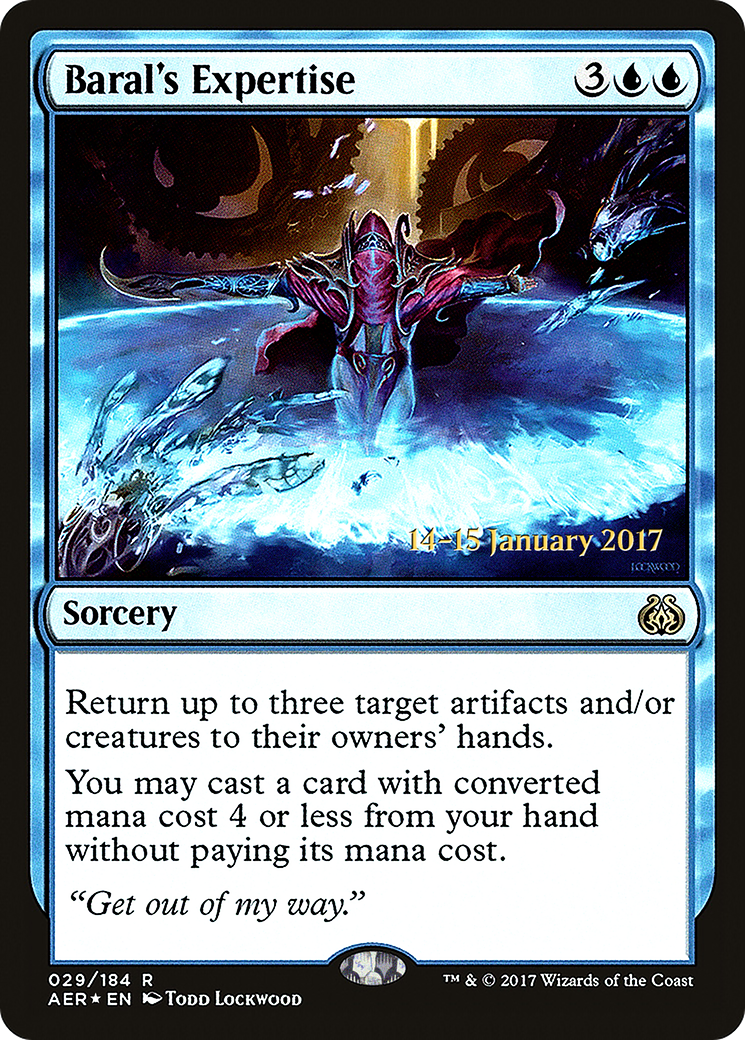 Baral's Expertise 3
14–15 January 2017
LOCKWOOD
Sorcery
Return up to three target artifacts and/or
creatures to their owners' hands.
You may cast a card with converted
mana cost 4 or less from your hand
without paying its mana cost.
“Get out of my way.”
029/184 R
™ & © 2017 Wizards of the Coast
AER★EN Todd Lockwood